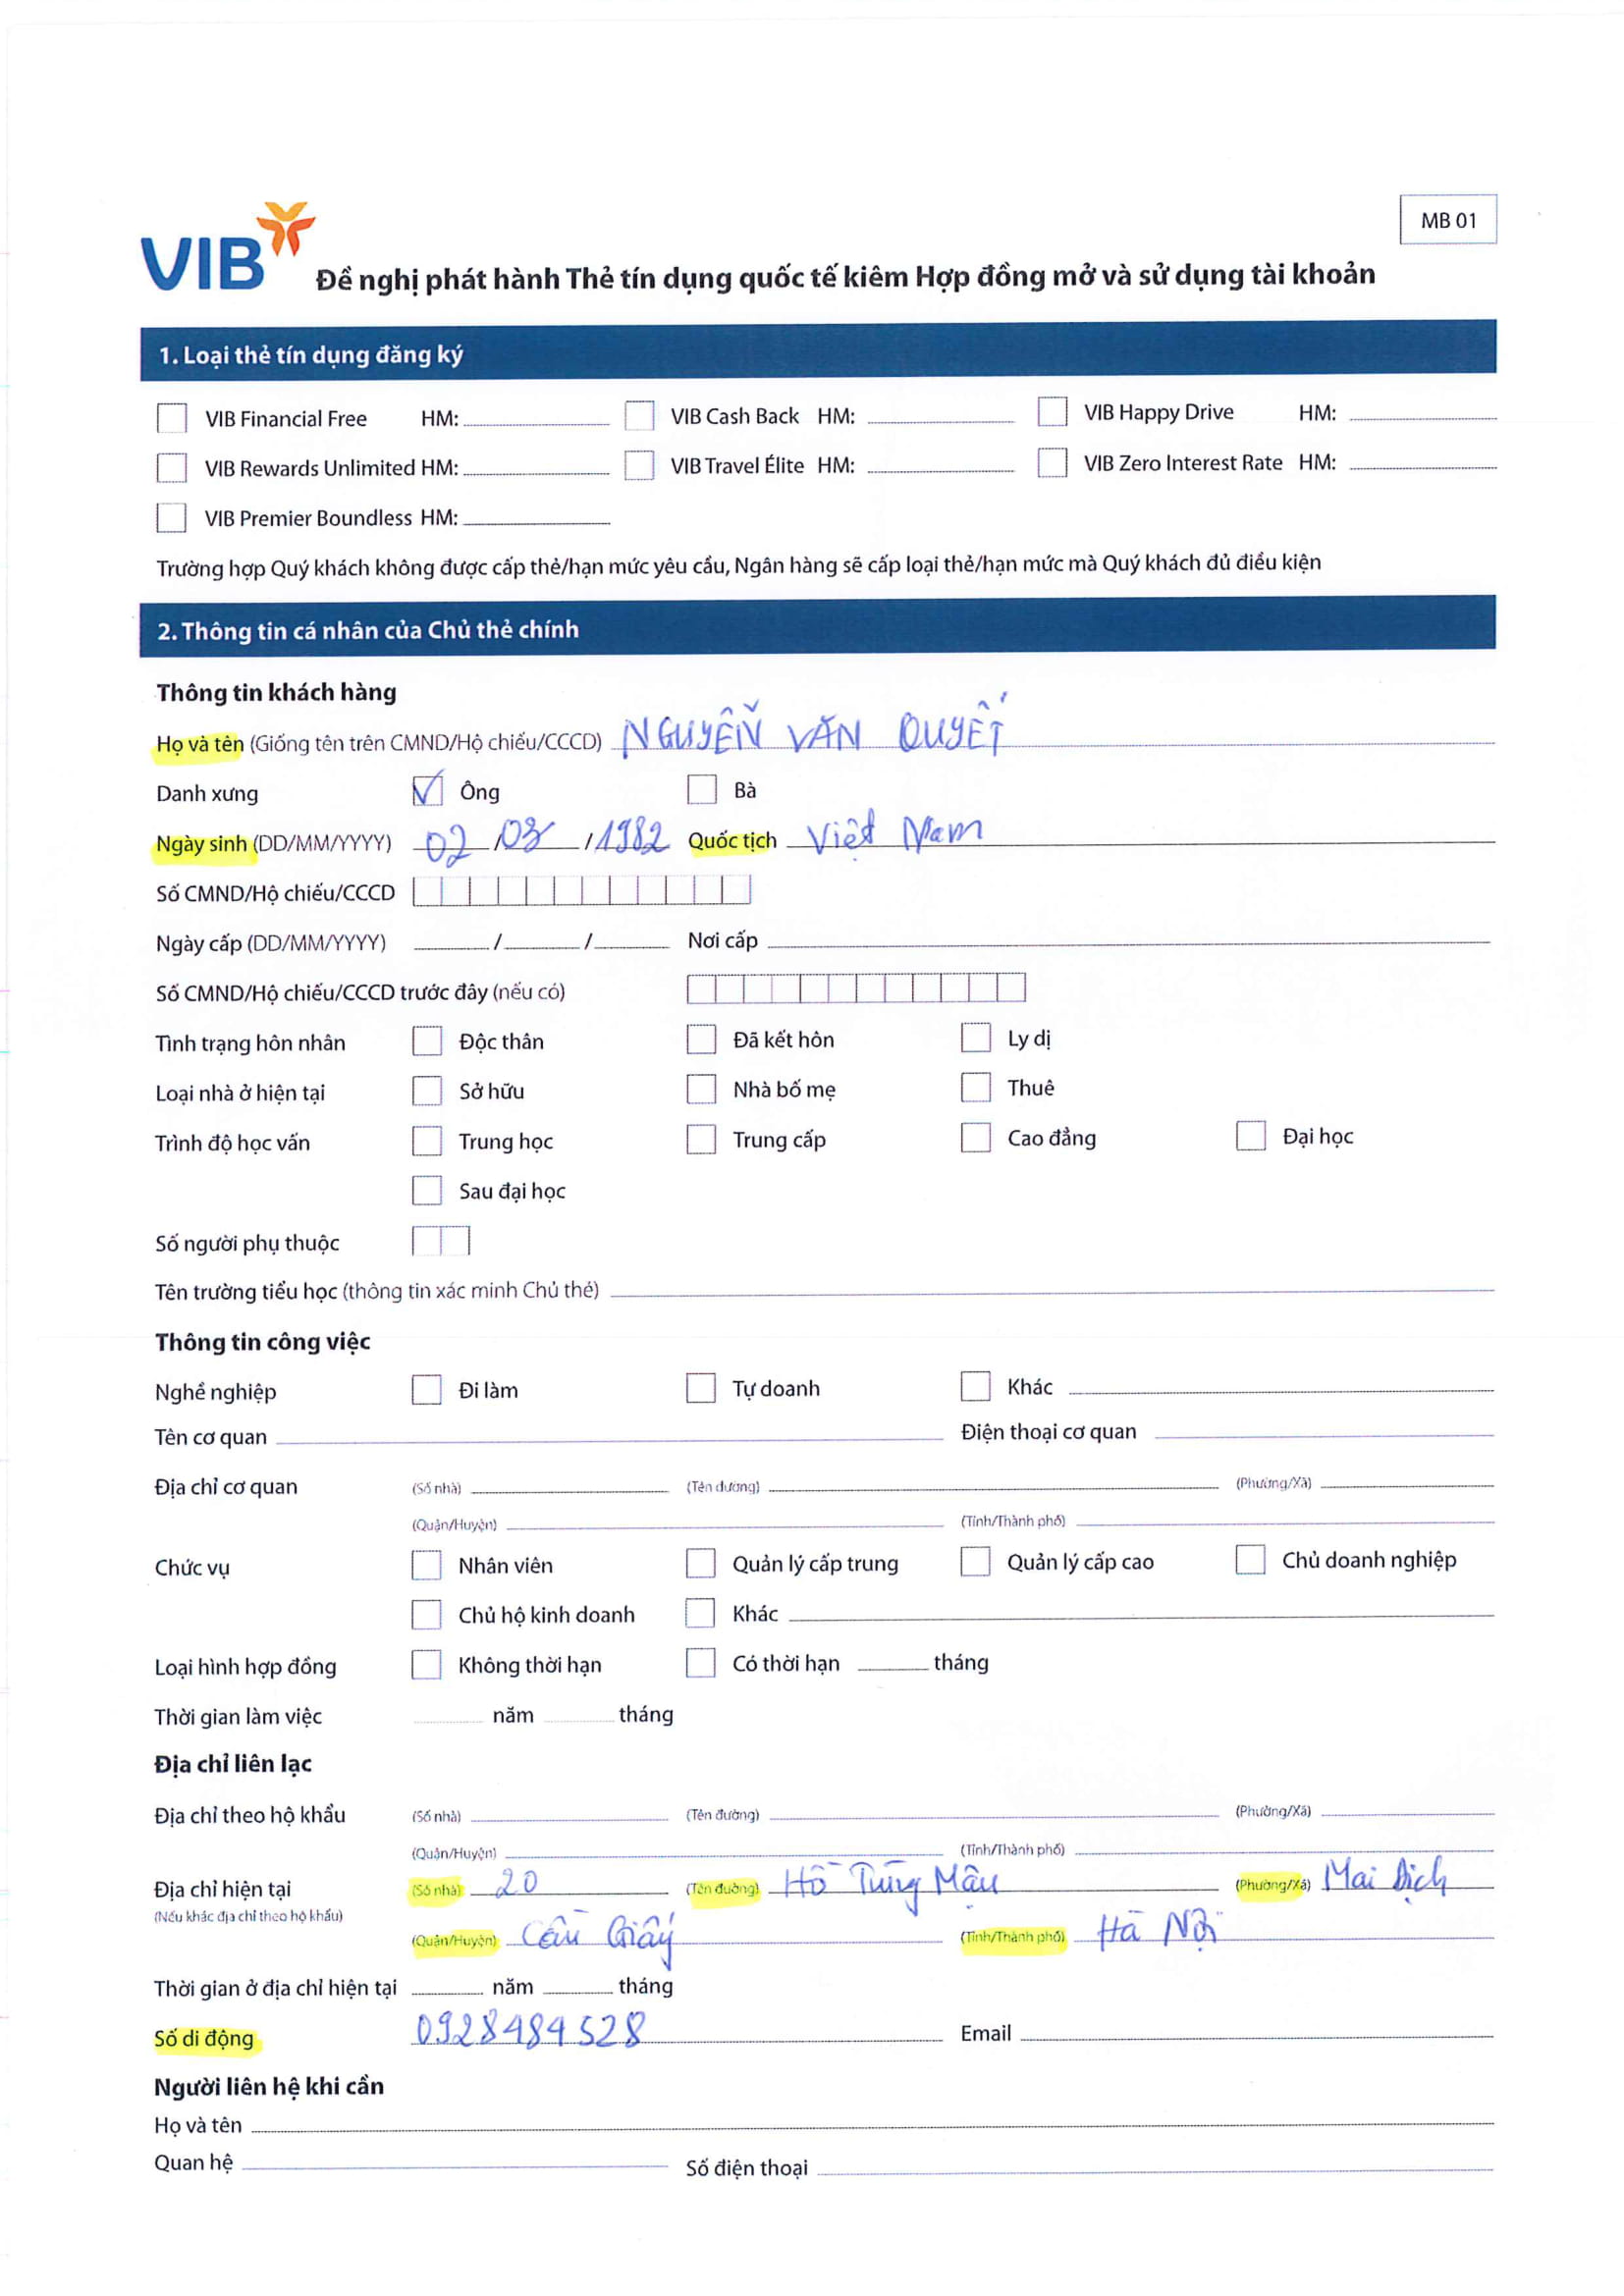 MB 01
VIB
Đề nghị phát hành Thẻ tín dụng quốc tế kiêm Hợp đồng mở và sử dụng tài khoản
1. Loại thẻ tín dụng đăng ký
VIB Financial Free HM: VIB Cash Back HM: VIB Happy Drive HM:
VIB Rewards Unlimited HM: VIB Travel Élite HM: VIB Zero Interest Rate HM:
VIB Premier Boundless HM:
Trường hợp Quý khách không được cấp thẻ/hạn mức yêu cầu, Ngân hàng sẽ cấp loại thẻ/hạn mức mà Quý khách đủ điều kiện
2. Thông tin cá nhân của Chủ thẻ chính
Thông tin khách hàng
Họ và tên (Giống tên trên CMND/Hộ chiếu/CCCD) NGUYỄN VĂN QUYẾT
Danh xưng Ông Bà
Ngày sinh (DD/MM/YYYY) 02/03/1982 Quốc tịch Việt Nam
Số CMND/Hộ chiếu/CCCD
Ngày cấp (DD/MM/YYYY) / / Nơi cấp
Số CMND/Hộ chiếu/CCCD trước đây (nếu có)
Tình trạng hôn nhân Độc thân Đã kết hôn Ly dị
Loại nhà ở hiện tại Sở hữu Nhà bố mẹ Thuê
Trình độ học vấn Trung học Trung cấp Cao đẳng Đại học
Sau đại học
Số người phụ thuộc
Tên trường tiểu học (thông tin xác minh Chủ thẻ)
Thông tin công việc
Nghề nghiệp Đi làm Tự doanh Khác
Tên cơ quan Điện thoại cơ quan
Địa chỉ cơ quan (Số nhà) (Tên đường) (Phường/Xã)
(Quận/Huyện) (Tỉnh/Thành phố)
Chức vụ Nhân viên Quản lý cấp trung Quản lý cấp cao Chủ doanh nghiệp
Chủ hộ kinh doanh Khác
Loại hình hợp đồng Không thời hạn Có thời hạn tháng
Thời gian làm việc năm tháng
Địa chỉ liên lạc
Địa chỉ theo hộ khẩu (Số nhà) (Tên đường) (Phường/Xã)
(Quận/Huyện) (Tỉnh/Thành phố)
Địa chỉ hiện tại (Số nhà) 20 (Tên đường) Hồ Tùng Mậu (Phường/Xã) Mai Dịch
(Nếu khác địa chỉ theo hộ khẩu) (Quận/Huyện) Cầu Giấy (Tỉnh/Thành phố) Hà Nội
Thời gian ở địa chỉ hiện tại năm tháng
Số di động 0928484528 Email
Người liên hệ khi cần
Họ và tên
Quan hệ Số điện thoại